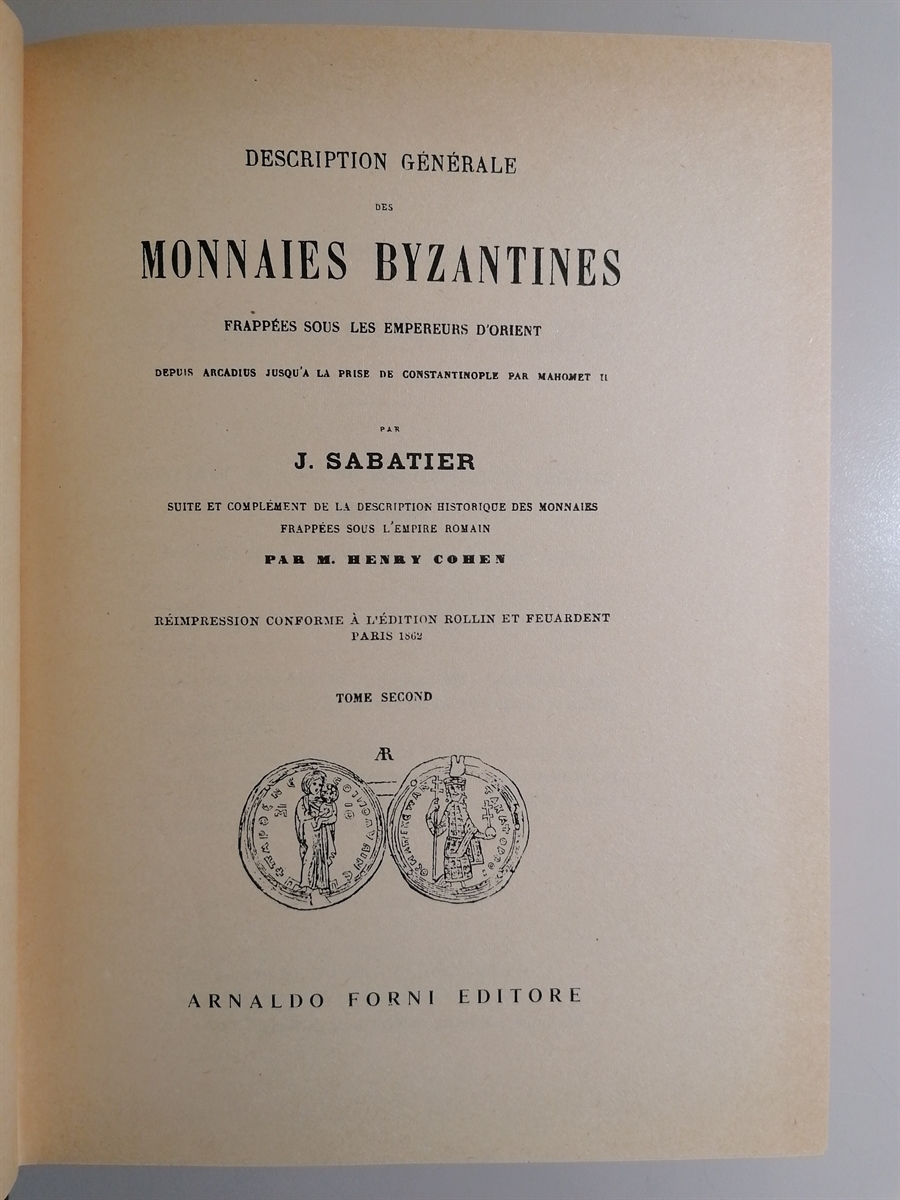 DESCRIPTION GÉNÉRALE
DES
MONNAIES BYZANTINES
FRAPPÉES SOUS LES EMPEREURS D'ORIENT
DEPUIS ARCADIUS JUSQU'A LA PRISE DE CONSTANTINOPLE PAR MAHOMET II
PAR
J. SABATIER
SUITE ET COMPLÉMENT DE LA DESCRIPTION HISTORIQUE DES MONNAIES
FRAPPÉES SOUS L'EMPIRE ROMAIN
PAR M. HENRY COHEN
RÉIMPRESSION CONFORME À L'ÉDITION ROLLIN ET FEUARDENT
PARIS 1862
TOME SECOND
AR
ARNALDO FORNI EDITORE